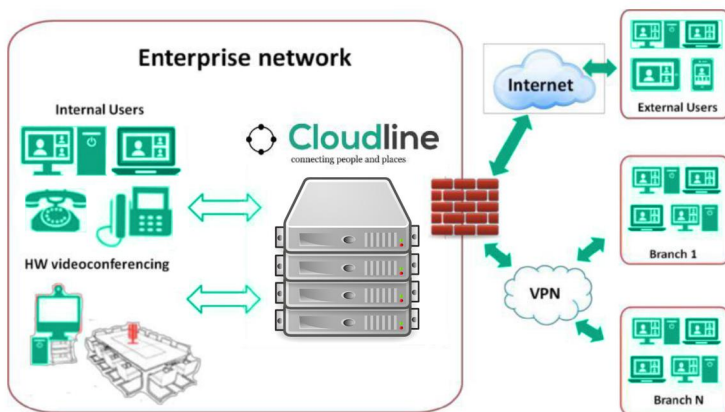 Enterprise network
Internal Users
Cloudline
connecting people and places
HW videoconferencing
Internet
External Users
VPN
Branch 1
Branch N